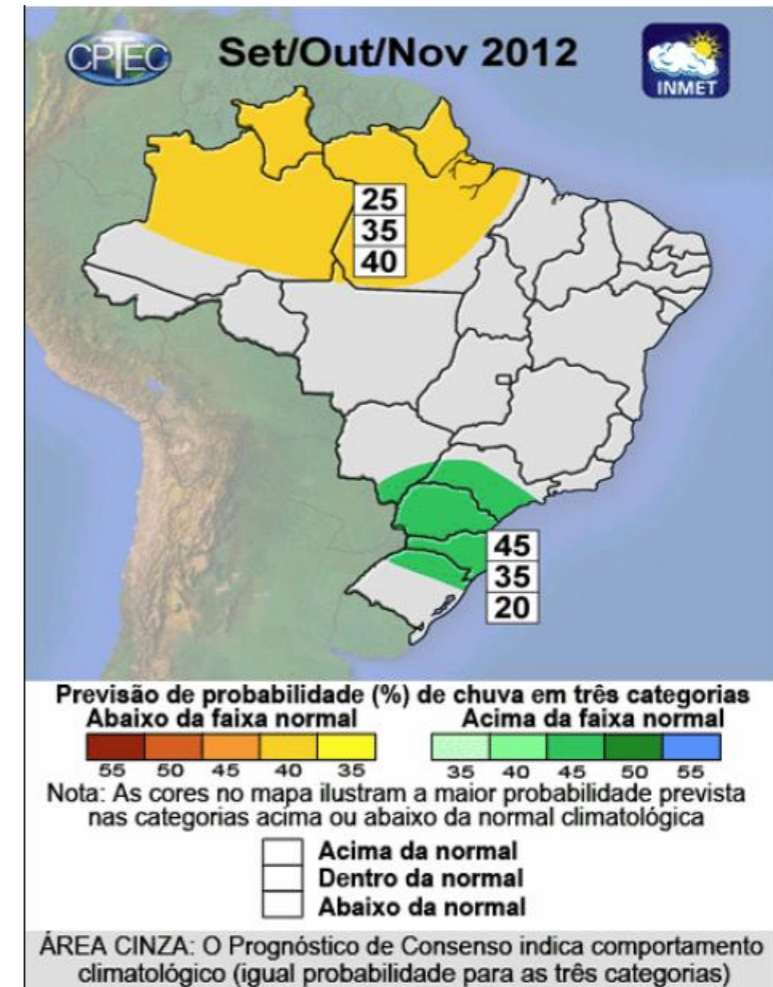 CPTEC
Set/Out/Nov 2012
INMET
25
35
40
45
35
20
Previsão de probabilidade (%) de chuva em três categorias
Abaixo da faixa normal Acima da faixa normal
55 50 45 40 35 35 40 45 50 55
Nota: As cores no mapa ilustram a maior probabilidade prevista
nas categorias acima ou abaixo da normal climatológica
Acima da normal
Dentro da normal
Abaixo da normal
ÁREA CINZA: O Prognóstico de Consenso indica comportamento
climatológico (igual probabilidade para as três categorias)